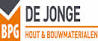 BPG
DE JONGE
HOUT & BOUWMATERIALEN